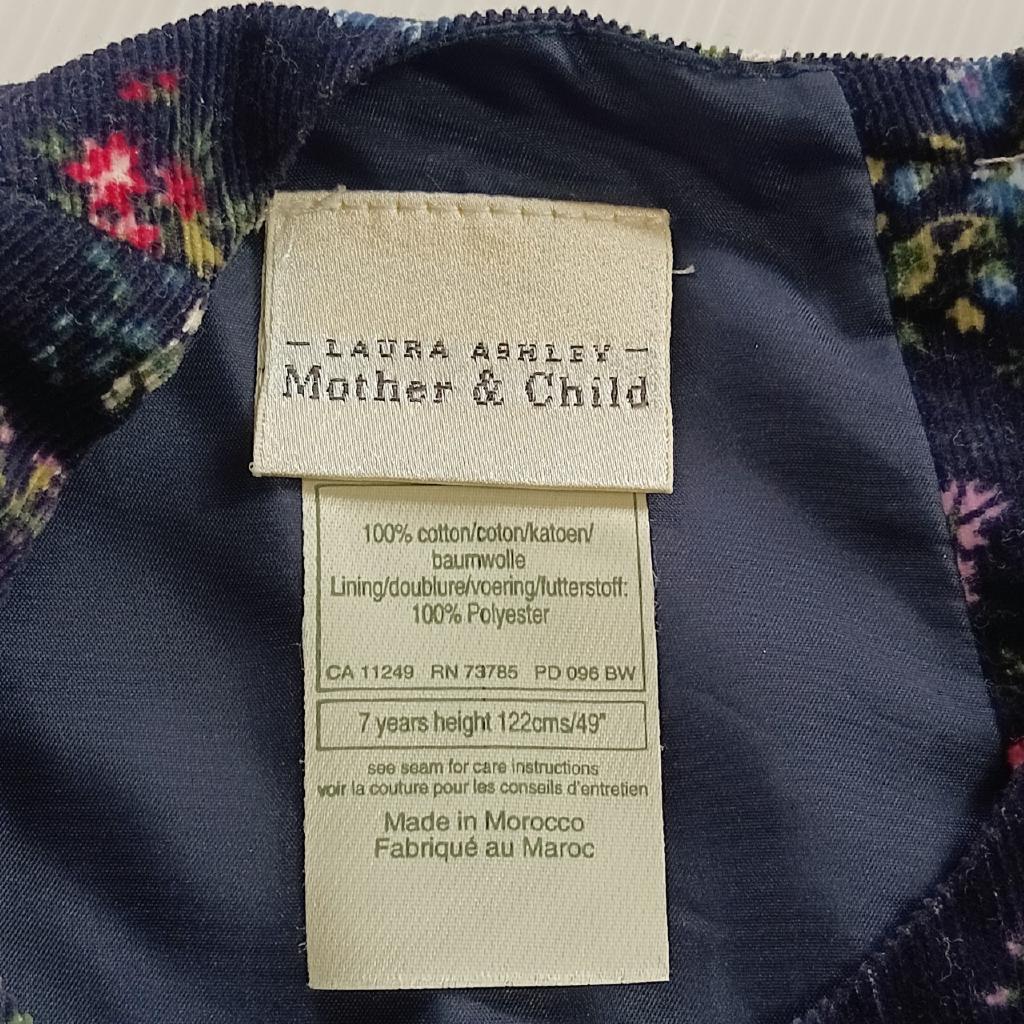 — LAURA ASHLEY —
Mother & Child
100% cotton/coton/katoen/
baumwolle
Lining/doublure/voering/futterstoff:
100% Polyester
CA 11249 RN 73785 PD 096 BW
7 years height 122cms/49"
see seam for care instructions
voir la couture pour les conseils d'entretien
Made in Morocco
Fabriqué au Maroc